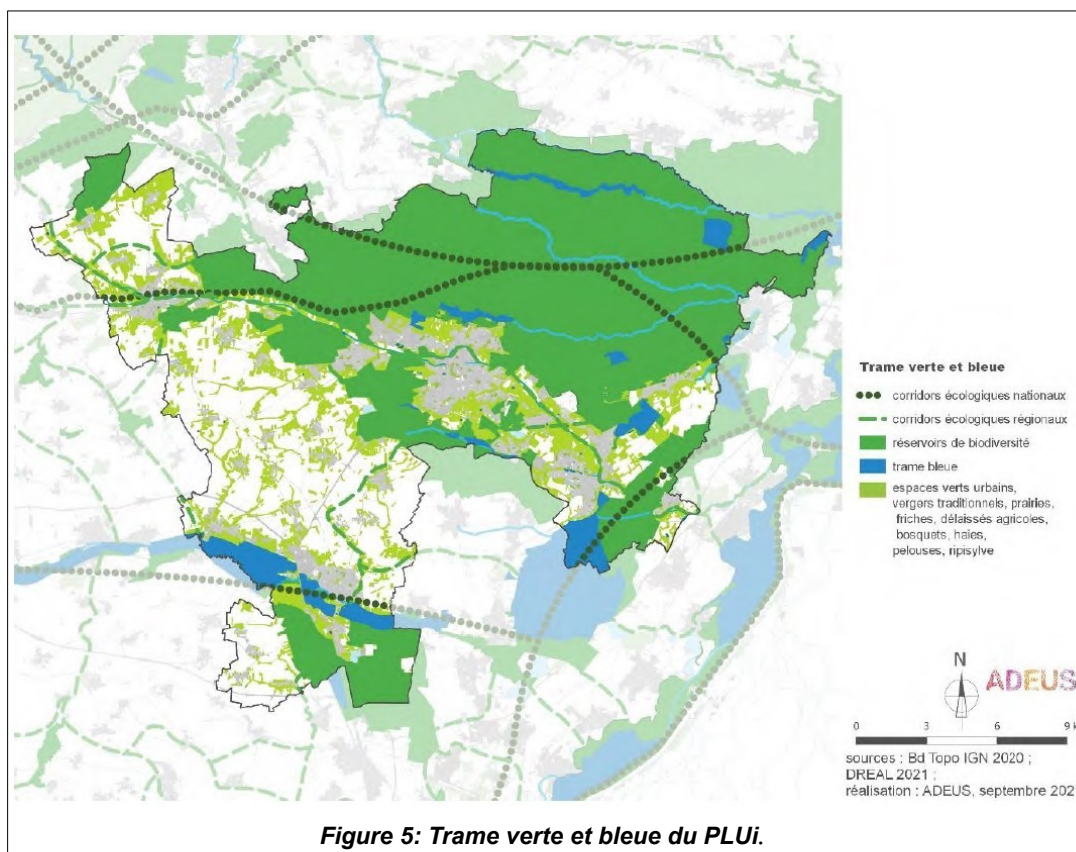 Trame verte et bleue
corridors écologiques nationaux
corridors écologiques régionaux
réservoirs de biodiversité
trame bleue
espaces verts urbains,
vergers traditionnels, prairies,
friches, délaissés agricoles,
bosquets, haies,
pelouses, ripisylve
N
ADEUS
0 3 6 9 k
sources : Bd Topo IGN 2020 ;
DREAL 2021 ;
réalisation : ADEUS, septembre 202
Figure 5: Trame verte et bleue du PLUi.